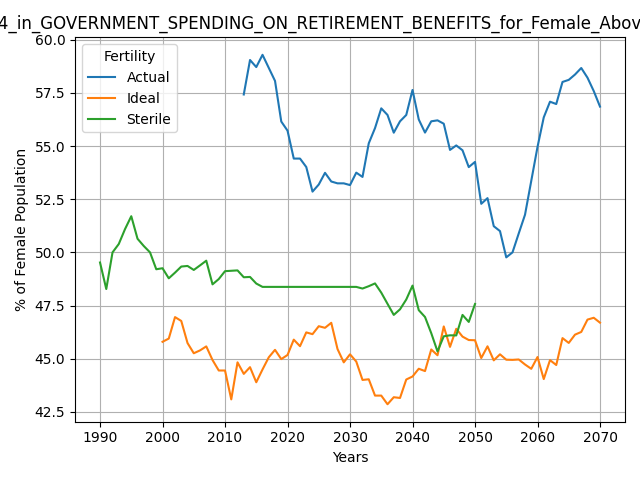 4_in_GOVERNMENT_SPENDING_ON_RETIREMENT_BENEFITS_for_Female_Abov
Fertility
Actual
Ideal
Sterile
% of Female Population
60.0
57.5
55.0
52.5
50.0
47.5
45.0
42.5
1990 2000 2010 2020 2030 2040 2050 2060 2070
Years